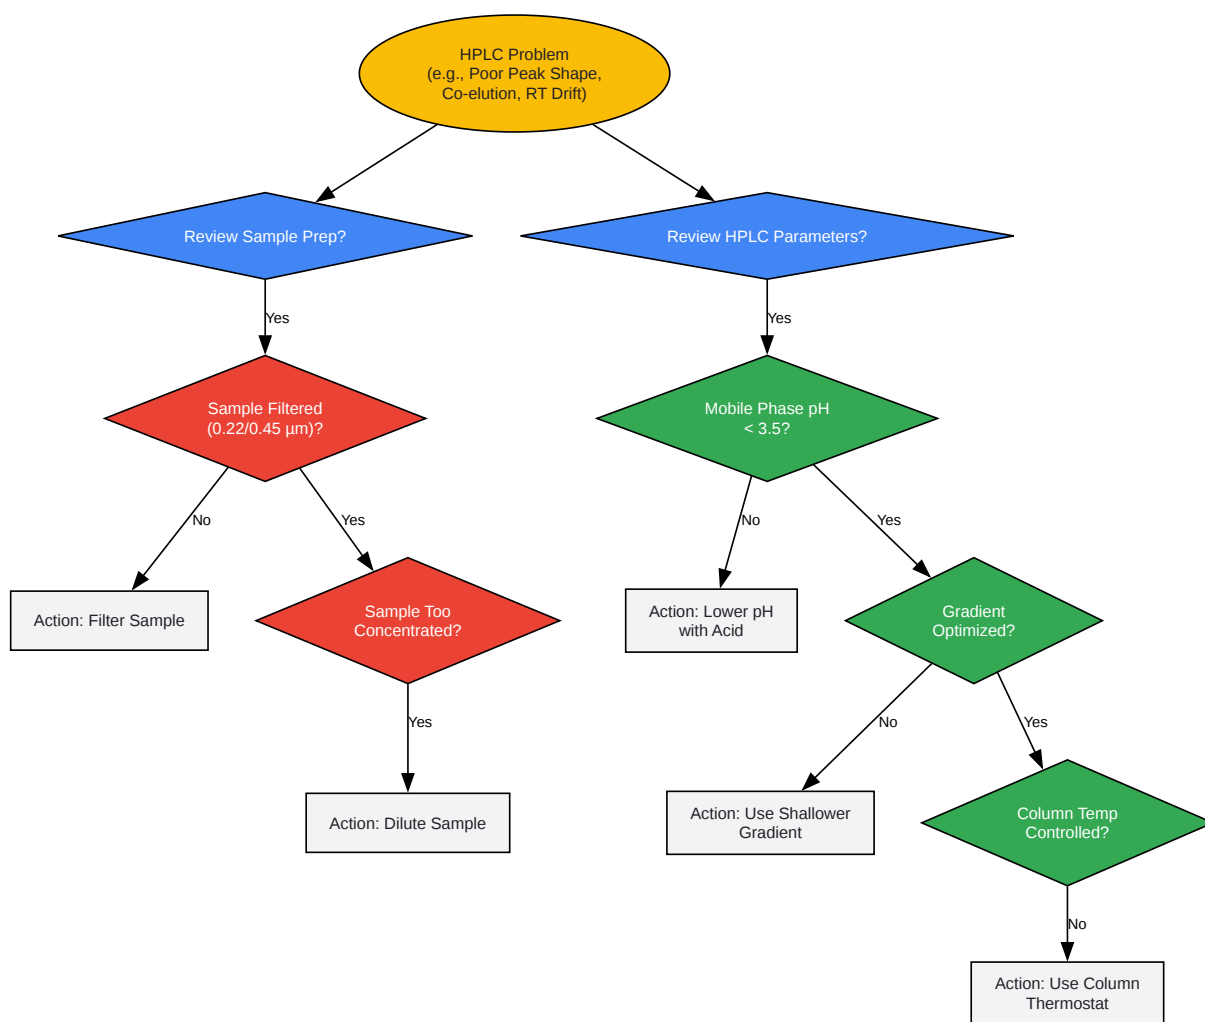 HPLC Problem
(e.g., Poor Peak Shape,
Co-elution, RT Drift)
Review Sample Prep?
Review HPLC Parameters?
Yes
Yes
Sample Filtered
(0.22/0.45 µm)?
Mobile Phase pH
< 3.5?
No
Yes
No
Yes
Action: Filter Sample
Sample Too
Concentrated?
Action: Lower pH
with Acid
Gradient
Optimized?
Yes
No
Yes
Action: Dilute Sample
Action: Use Shallower
Gradient
Column Temp
Controlled?
No
Action: Use Column
Thermostat